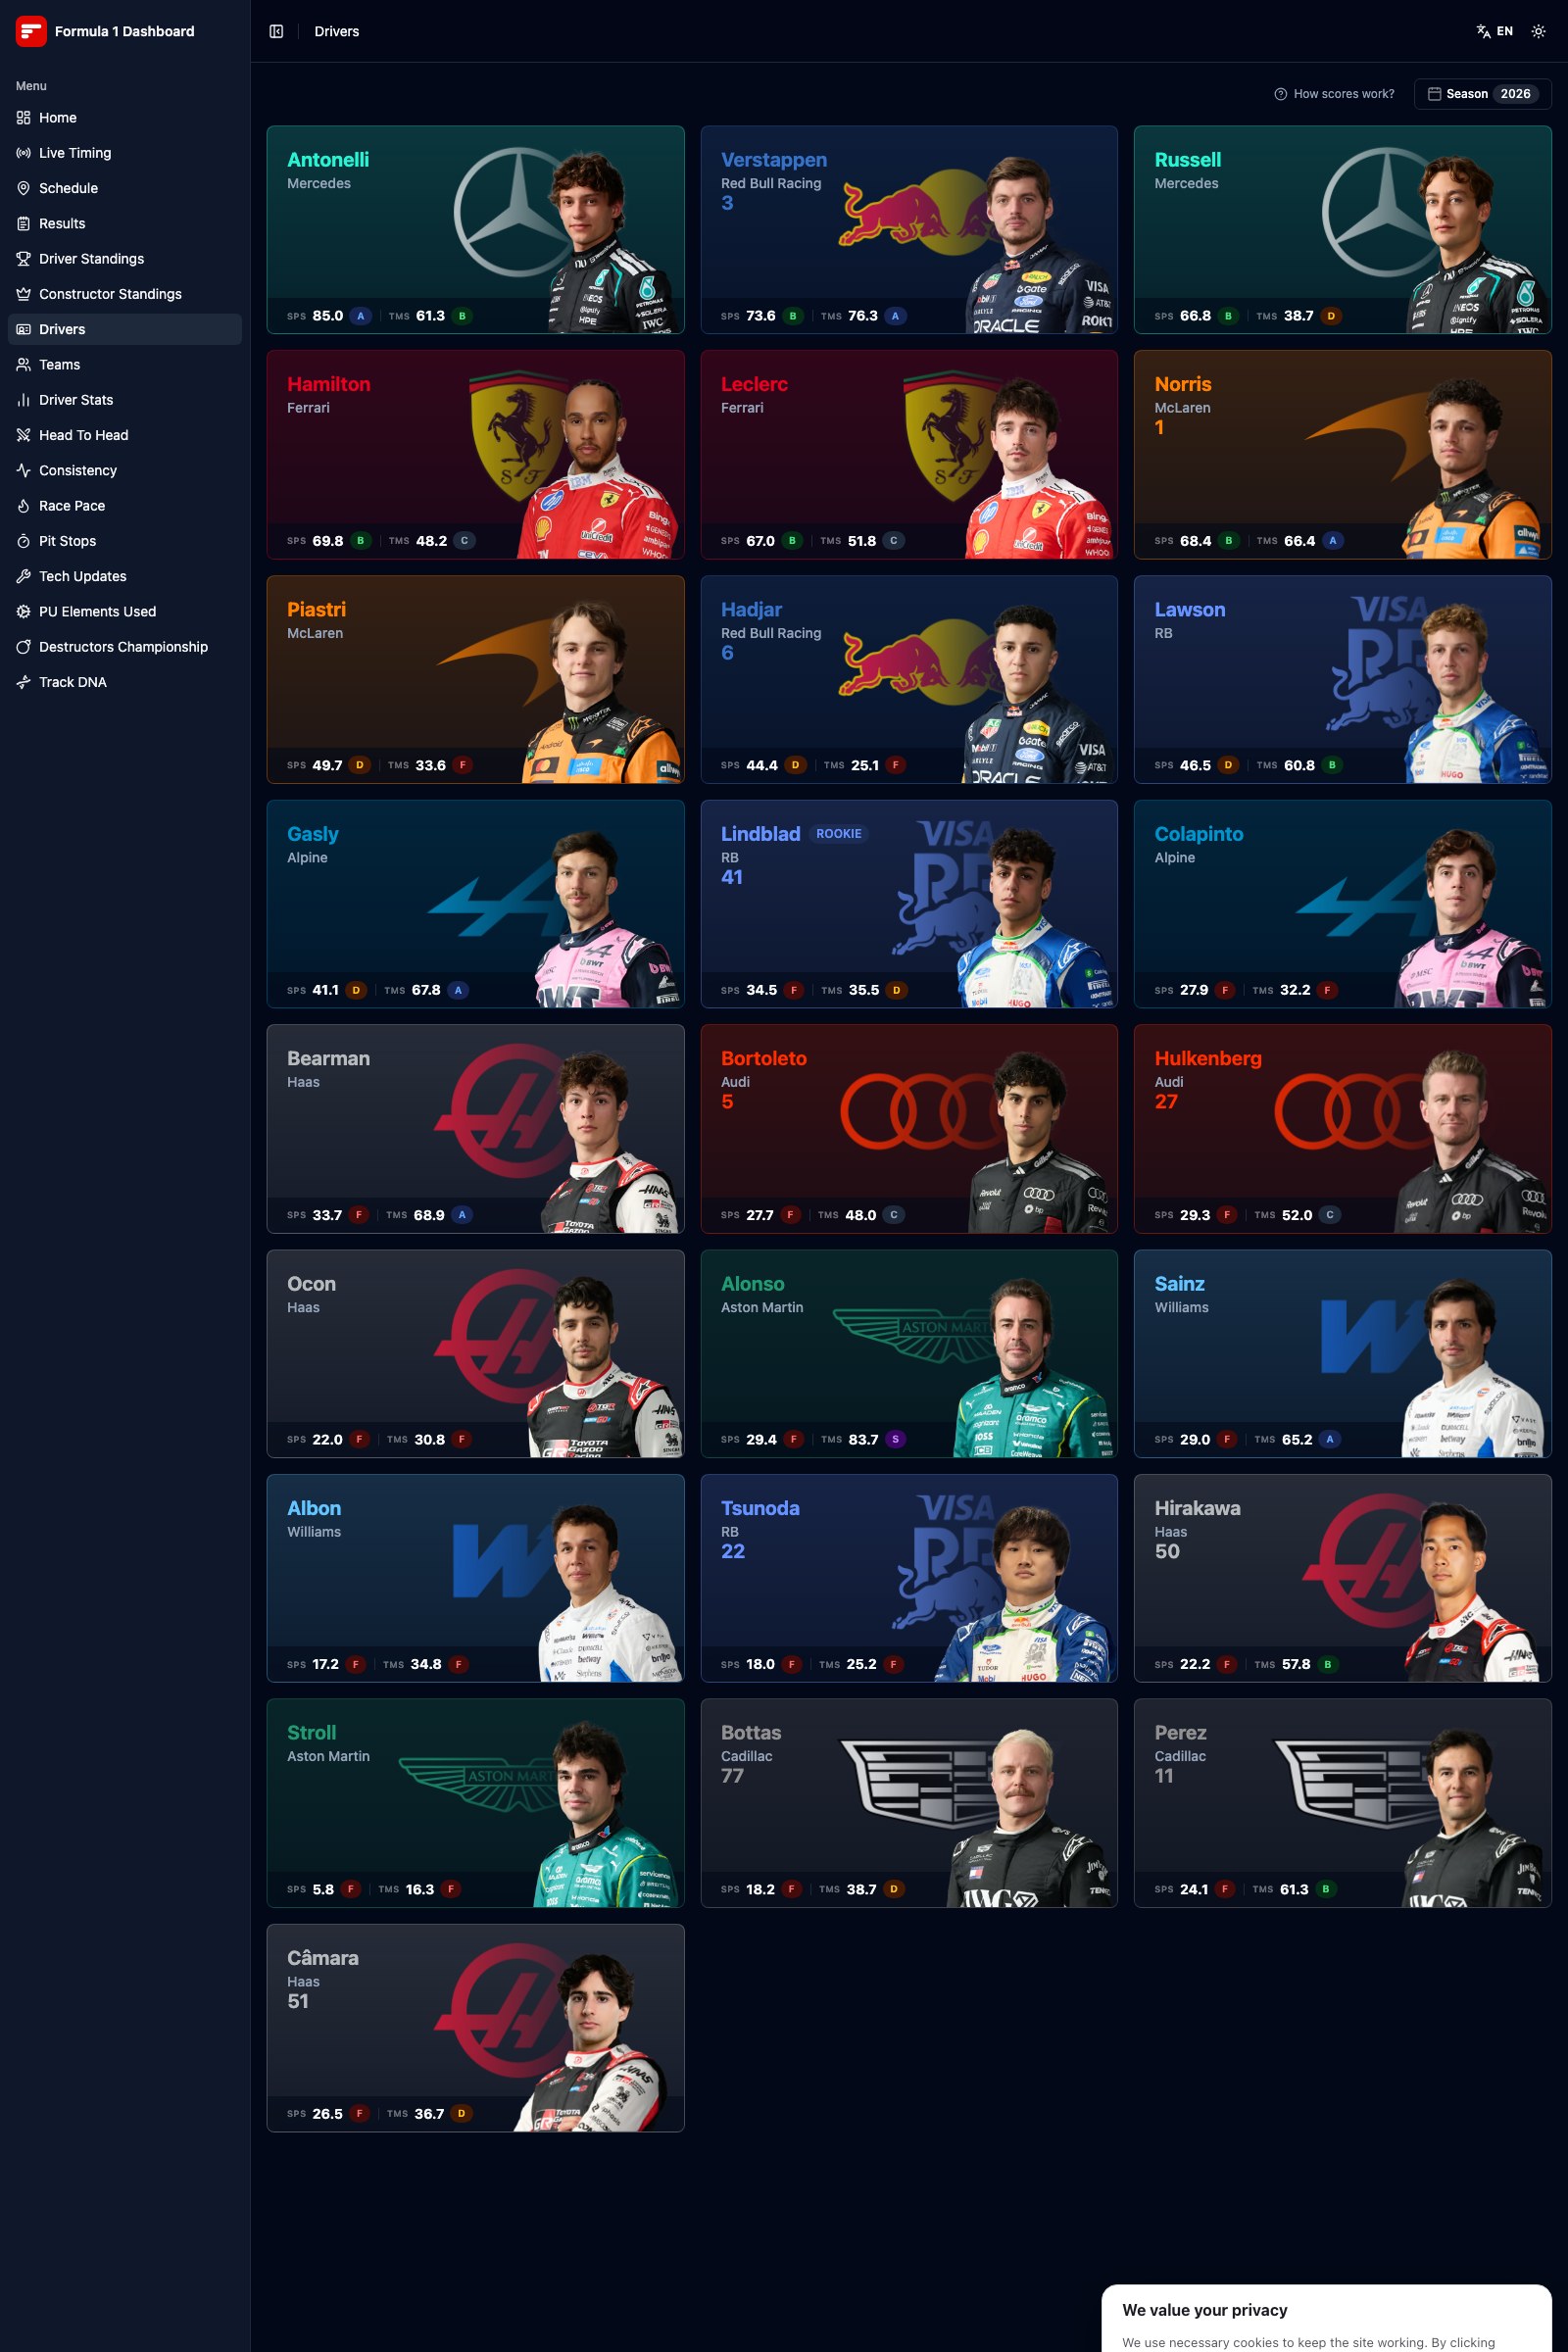 Formula 1 Dashboard
Menu
Home
Live Timing
Schedule
Results
Driver Standings
Constructor Standings
Drivers
Teams
Driver Stats
Head To Head
Consistency
Race Pace
Pit Stops
Tech Updates
PU Elements Used
Destructors Championship
Track DNA
Drivers
EN
How scores work?
Season 2026
Antonelli
Mercedes
SPS 85.0 A TMS 61.3 B
Verstappen
Red Bull Racing
3
SPS 73.6 B TMS 76.3 A
Russell
Mercedes
SPS 66.8 B TMS 38.7 D
Hamilton
Ferrari
SPS 69.8 B TMS 48.2 C
Leclerc
Ferrari
SPS 67.0 B TMS 51.8 C
Norris
McLaren
1
SPS 68.4 B TMS 66.4 A
Piastri
McLaren
SPS 49.7 D TMS 33.6 F
Hadjar
Red Bull Racing
6
SPS 44.4 D TMS 25.1 F
Lawson
RB
SPS 46.5 D TMS 60.8 B
Gasly
Alpine
SPS 41.1 D TMS 67.8 A
Lindblad ROOKIE
RB
41
SPS 34.5 F TMS 35.5 D
Colapinto
Alpine
SPS 27.9 F TMS 32.2 F
Bearman
Haas
SPS 33.7 F TMS 68.9 A
Bortoleto
Audi
5
SPS 27.7 F TMS 48.0 C
Hulkenberg
Audi
27
SPS 29.3 F TMS 52.0 C
Ocon
Haas
SPS 22.0 F TMS 30.8 F
Alonso
Aston Martin
SPS 29.4 F TMS 83.7 S
Sainz
Williams
SPS 29.0 F TMS 65.2 A
Albon
Williams
SPS 17.2 F TMS 34.8 F
Tsunoda
RB
22
SPS 18.0 F TMS 25.2 F
Hirakawa
Haas
50
SPS 22.2 F TMS 57.8 B
Stroll
Aston Martin
SPS 5.8 F TMS 16.3 F
Bottas
Cadillac
77
SPS 18.2 F TMS 38.7 D
Perez
Cadillac
11
SPS 24.1 F TMS 61.3 B
Câmara
Haas
51
SPS 26.5 F TMS 36.7 D
We value your privacy
We use necessary cookies to keep the site working. By clicking